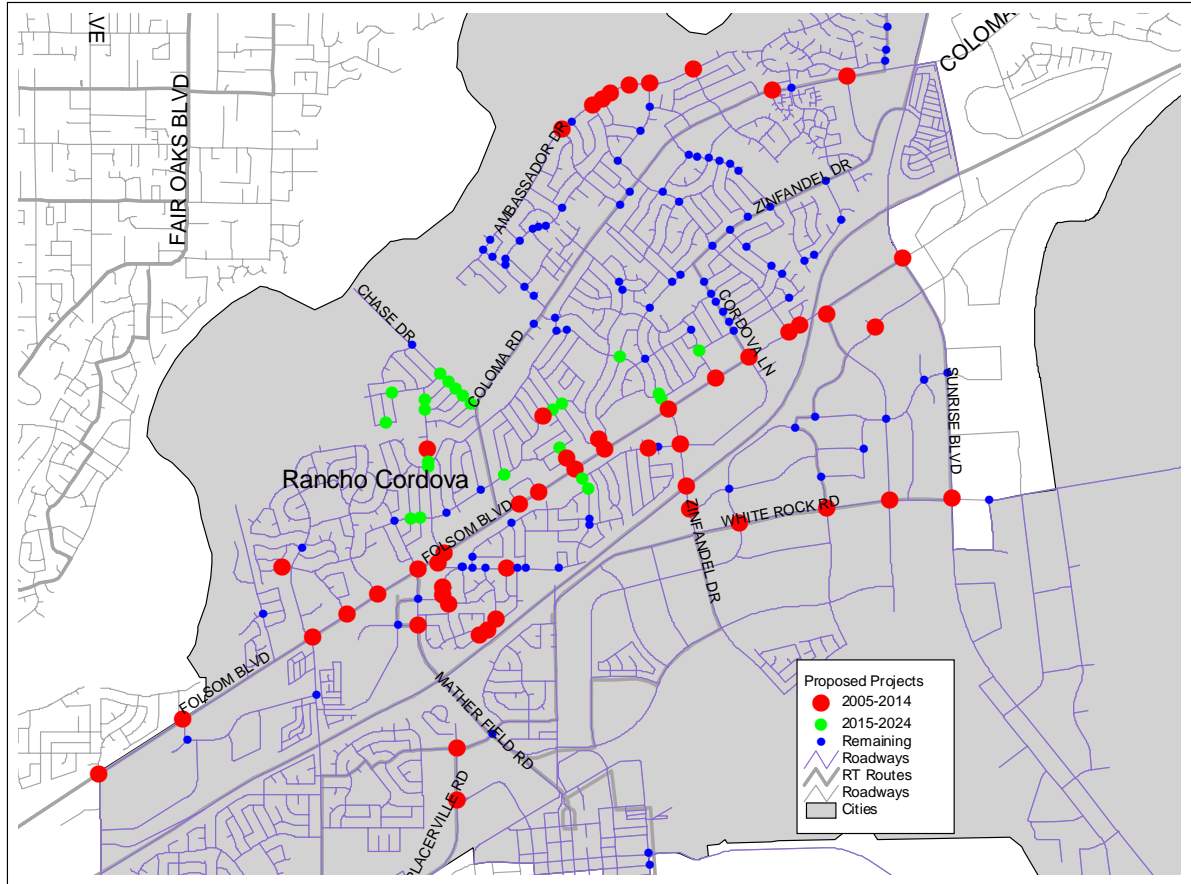 AVE
COLOMA
FAIR OAKS BLVD
AMBASSADOR DR
ZINFANDEL DR
CHASE DR
CORDOVA LN
COLOMA RD
SUNRISE BLVD
Rancho Cordova
FOLSOM BLVD
ZINFANDEL DR
WHITE ROCK RD
FOLSOM BLVD
MATHER FIELD RD
PLACERVILLE RD
Proposed Projects
2005-2014
2015-2024
Remaining
Roadways
RT Routes
Roadways
Cities